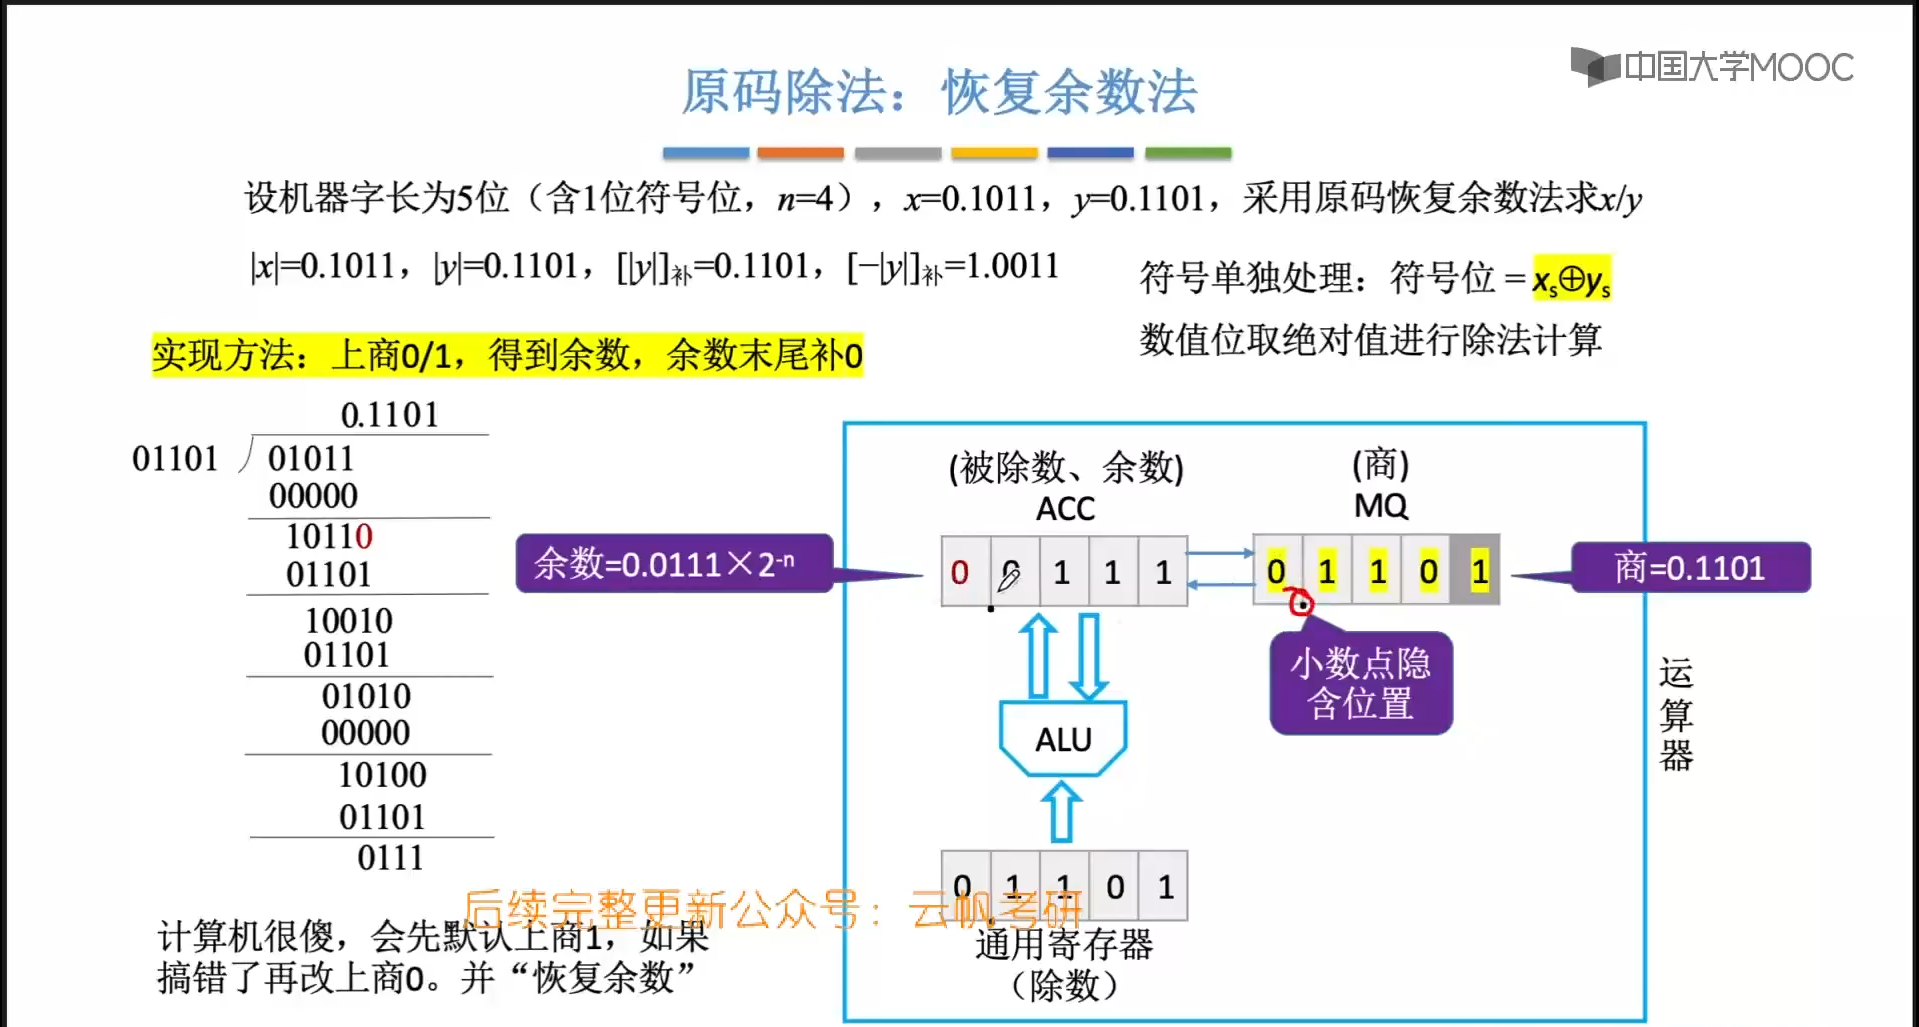 中国大学MOOC
原码除法：恢复余数法
设机器字长为5位（含1位符号位，n=4），x=0.1011，y=0.1101，采用原码恢复余数法求x/y
|x|=0.1011，|y|=0.1101，[|y|]补=0.1101，[−|y|]补=1.0011
符号单独处理：符号位 = xs⊕ys
数值位取绝对值进行除法计算
实现方法：上商0/1，得到余数，余数末尾补0
0.1101
01101 01011
00000
10110
01101
10010
01101
01010
00000
10100
01101
0111
计算机很傻，会先默认上商1，如果
搞错了再改上商0。并“恢复余数”
(被除数、余数)
ACC
(商)
MQ
余数=0.0111×2-n
0 0 1 1 1
0 1 1 0 1
商=0.1101
小数点隐
含位置
ALU
运算器
0 1 1 0 1
通用寄存器
（除数）
后续完整更新公众号：云帆考研